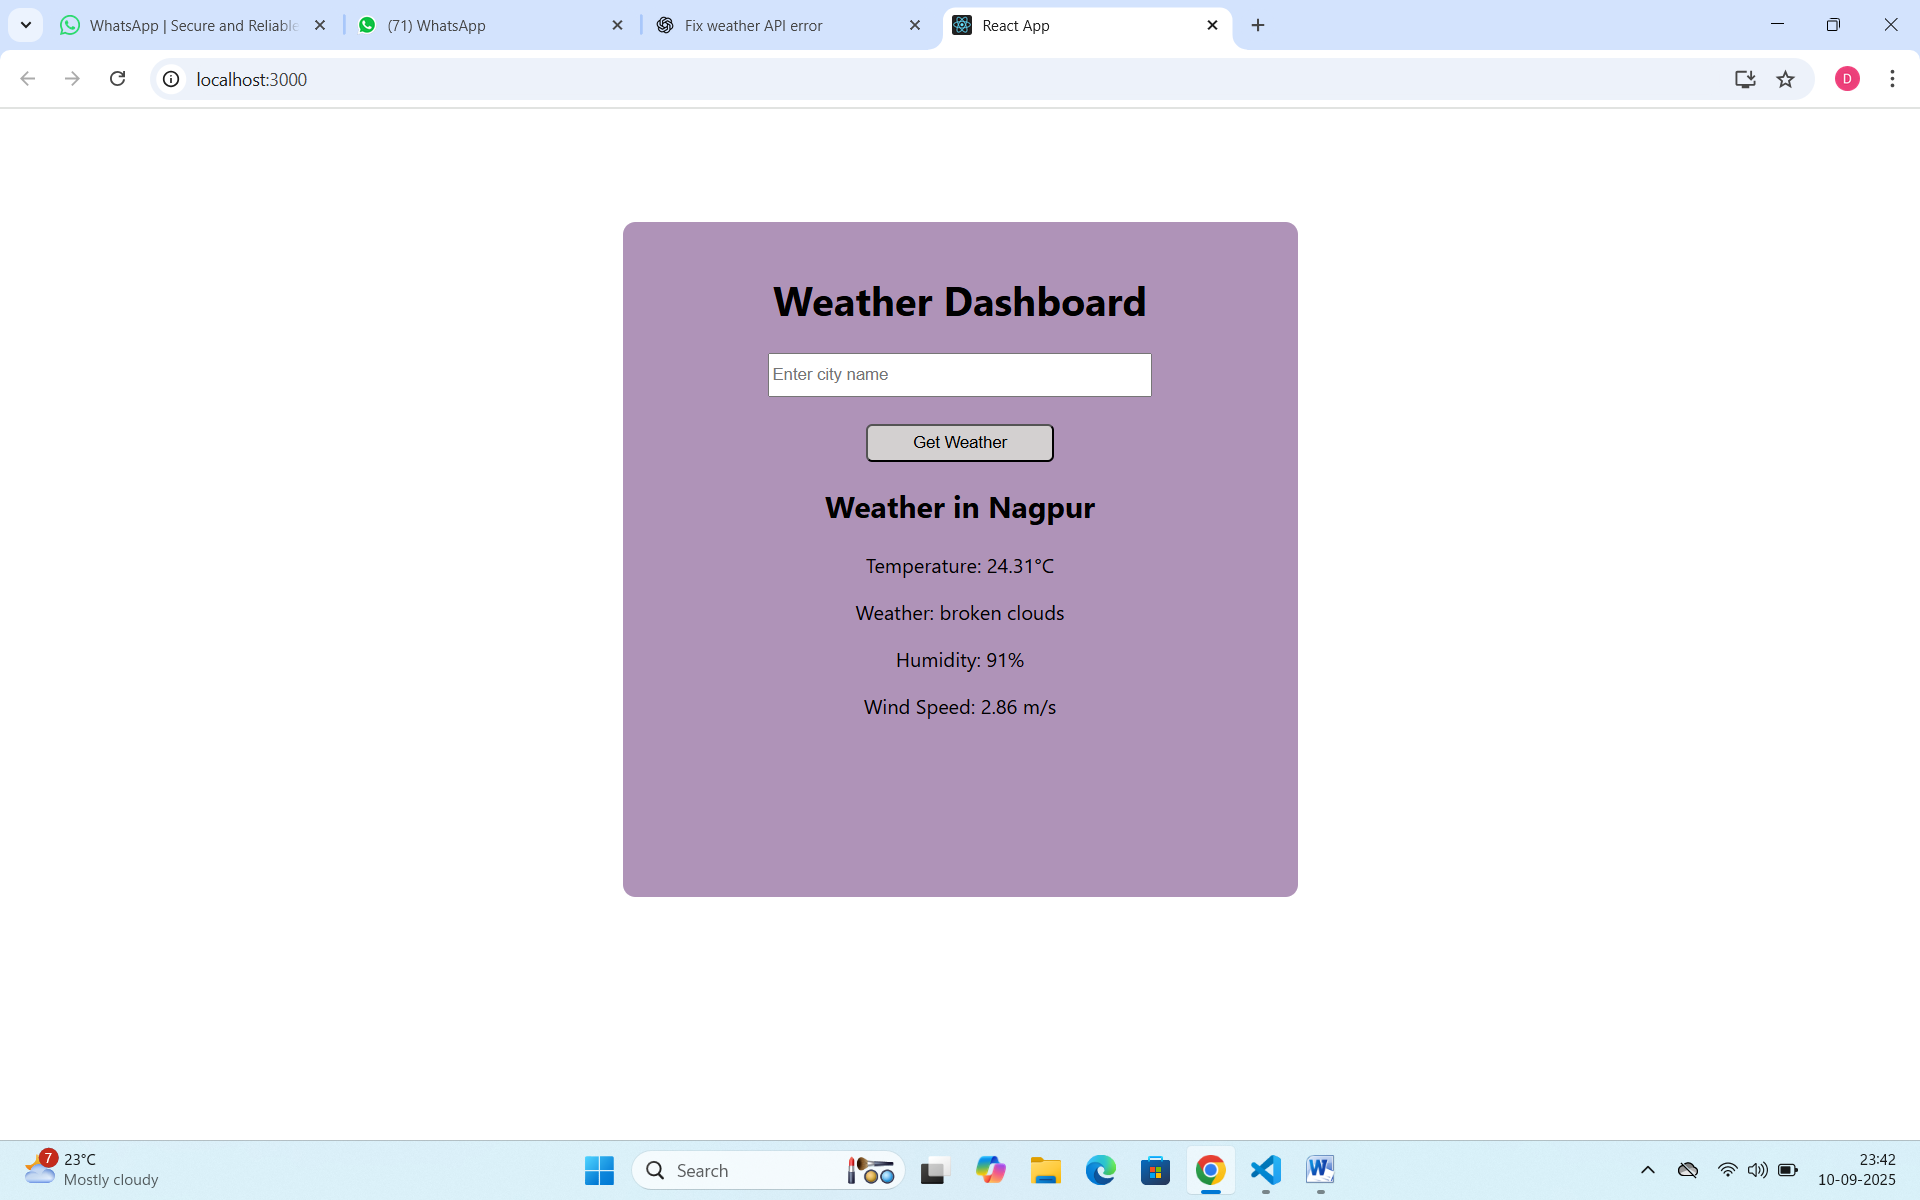 WhatsApp | Secure and Reliable
(71) WhatsApp
Fix weather API error
React App
localhost:3000
D
Weather Dashboard
Enter city name
Get Weather
Weather in Nagpur
Temperature: 24.31°C
Weather: broken clouds
Humidity: 91%
Wind Speed: 2.86 m/s
7
23°C
Mostly cloudy
Search
W
23:42
10-09-2025